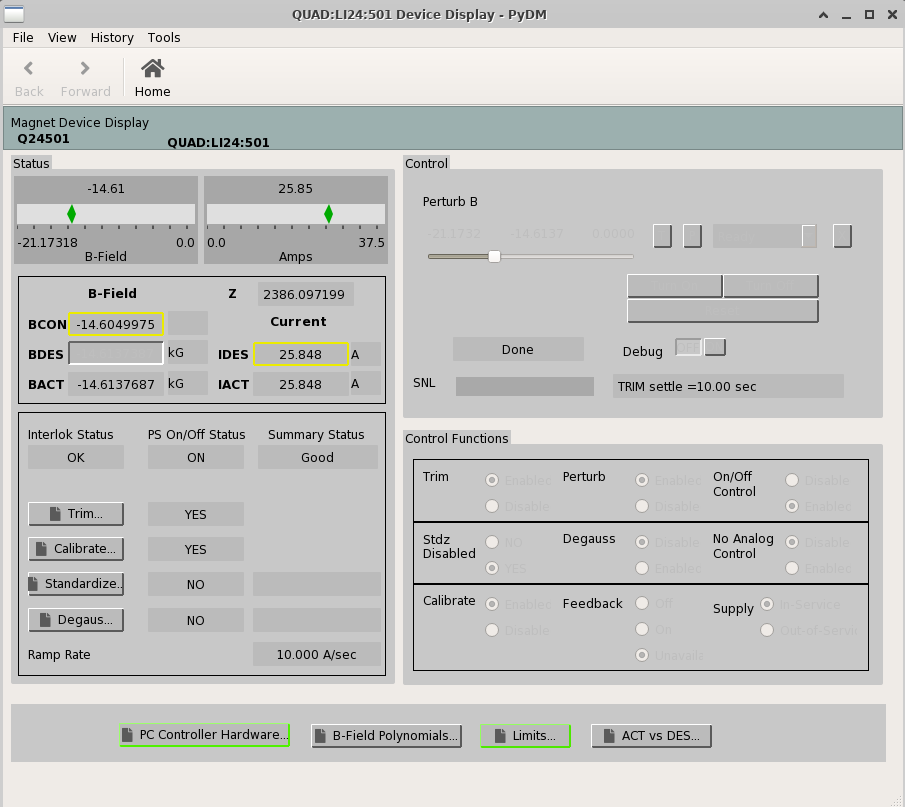 QUAD:LI24:501 Device Display - PyDM
File View History Tools
Back Forward Home
Magnet Device Display
Q24501
QUAD:LI24:501
Status
-14.61
-21.17318 0.0
B-Field
25.85
0.0 37.5
Amps
B-Field Z 2386.097199
Current
BCON -14.6049975
BDES kG IDES 25.848 A
BACT -14.6137687 kG IACT 25.848 A
Interlok Status PS On/Off Status Summary Status
OK ON Good
Trim... YES
Calibrate... YES
Standardize.. NO
Degaus... NO
Ramp Rate 10.000 A/sec
Control
Perturb B
-21.1732 -14.6137 0.0000
Done Debug OFF
SNL TRIM settle =10.00 sec
Control Functions
Trim Enablec Perturb Enablec On/Off Control Disable
Disable Disable Enablec
Stdz Disabled NO Degauss Disable No Analog Control Disable
YES Enablec Enablec
Calibrate Enablec Feedback Off Supply In-Service
Disable On Out-of-Servi
Unavaila
PC Controller Hardware... B-Field Polynomials... Limits... ACT vs DES...